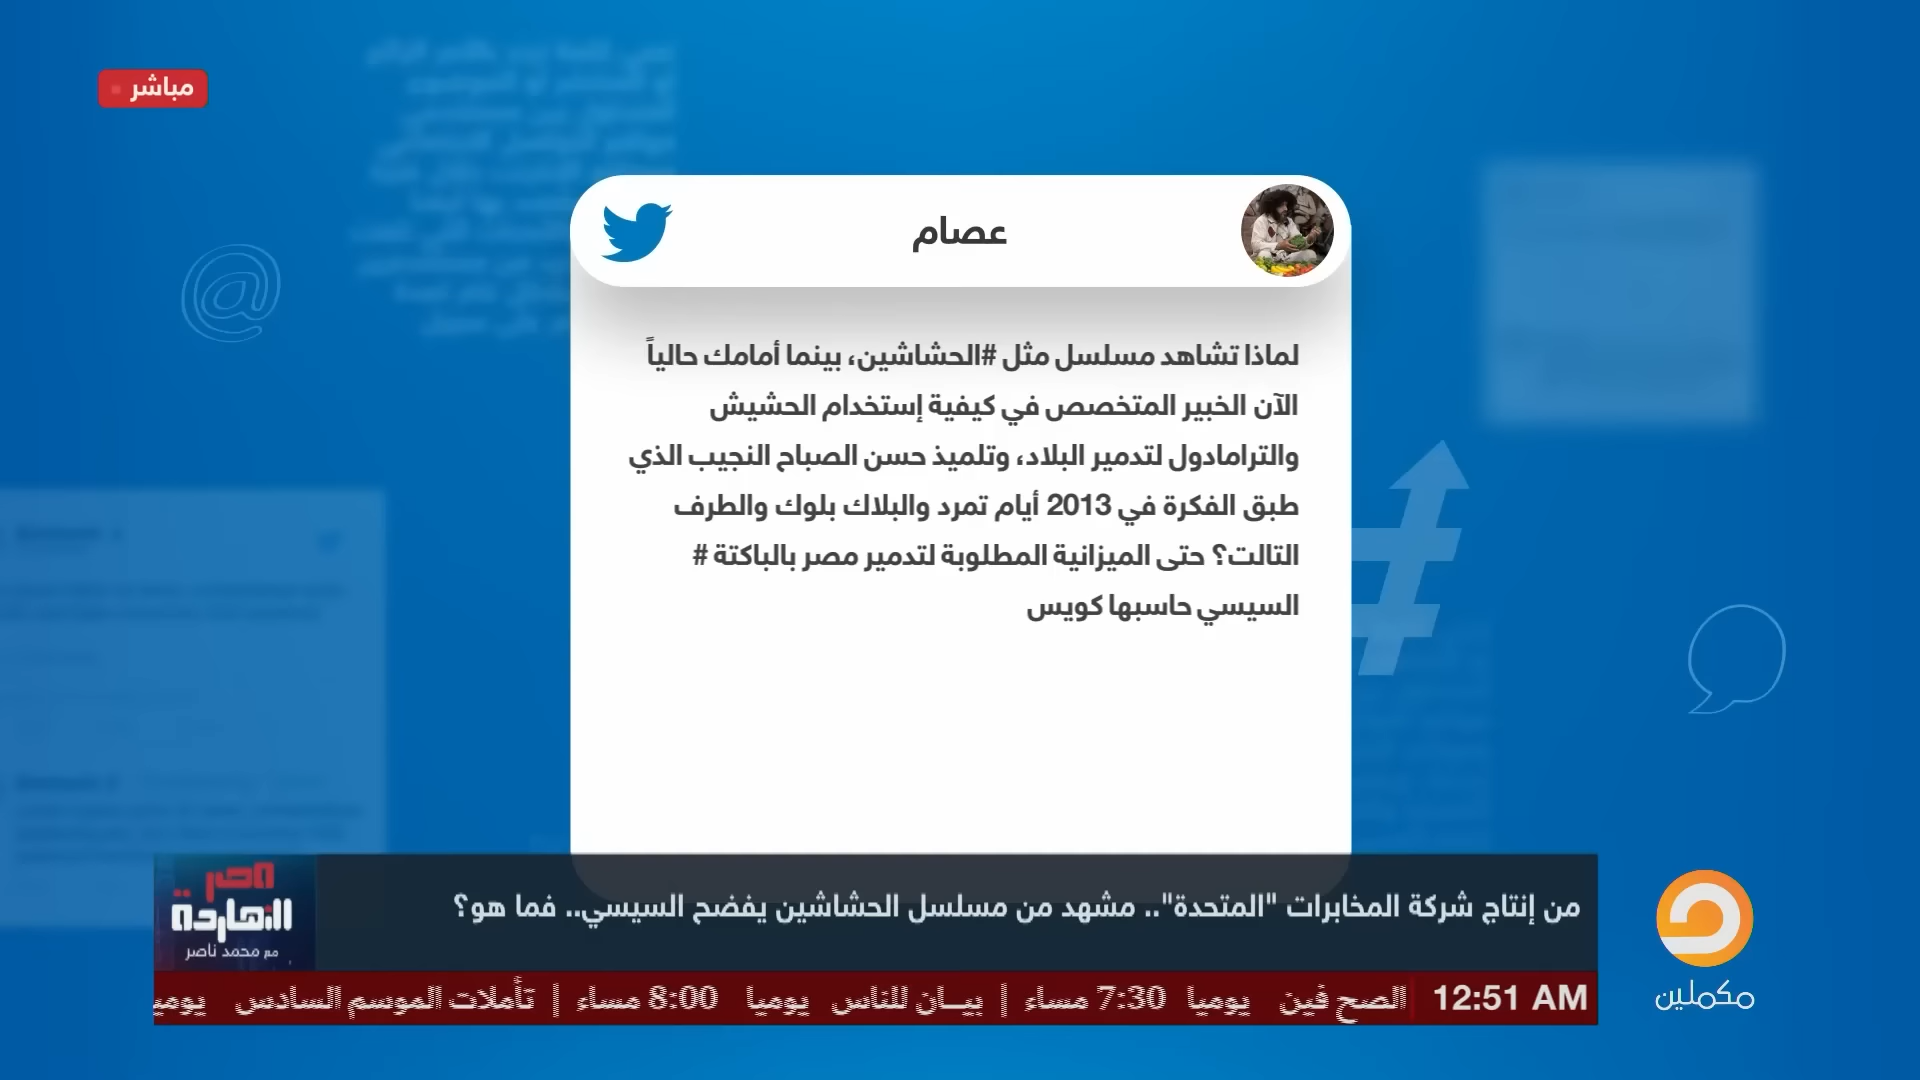 مباشر
عصام
لماذا تشاهد مسلسل مثل #الحشاشين، بينما أمامك حالياً
الآن الخبير المتخصص في كيفية إستخدام الحشيش
والترامادول لتدمير البلاد، وتلميذ حسن الصباح النجيب الذي
طبق الفكرة في 2013 أيام تمرد والبلاك بلوك والطرف
التالت؟ حتى الميزانية المطلوبة لتدمير مصر بالباكتة #
السيسي حاسبها كويس
من إنتاج شركة المخابرات "المتحدة".. مشهد من مسلسل الحشاشين يفضح السيسي.. فما هو؟
مصر
النهاردة
مع محمد ناصر
12:51 AM
يوميا 7:30 مساء | بيـان للناس يوميا 8:00 مساء | تأملات الموسم السادس
مكملين